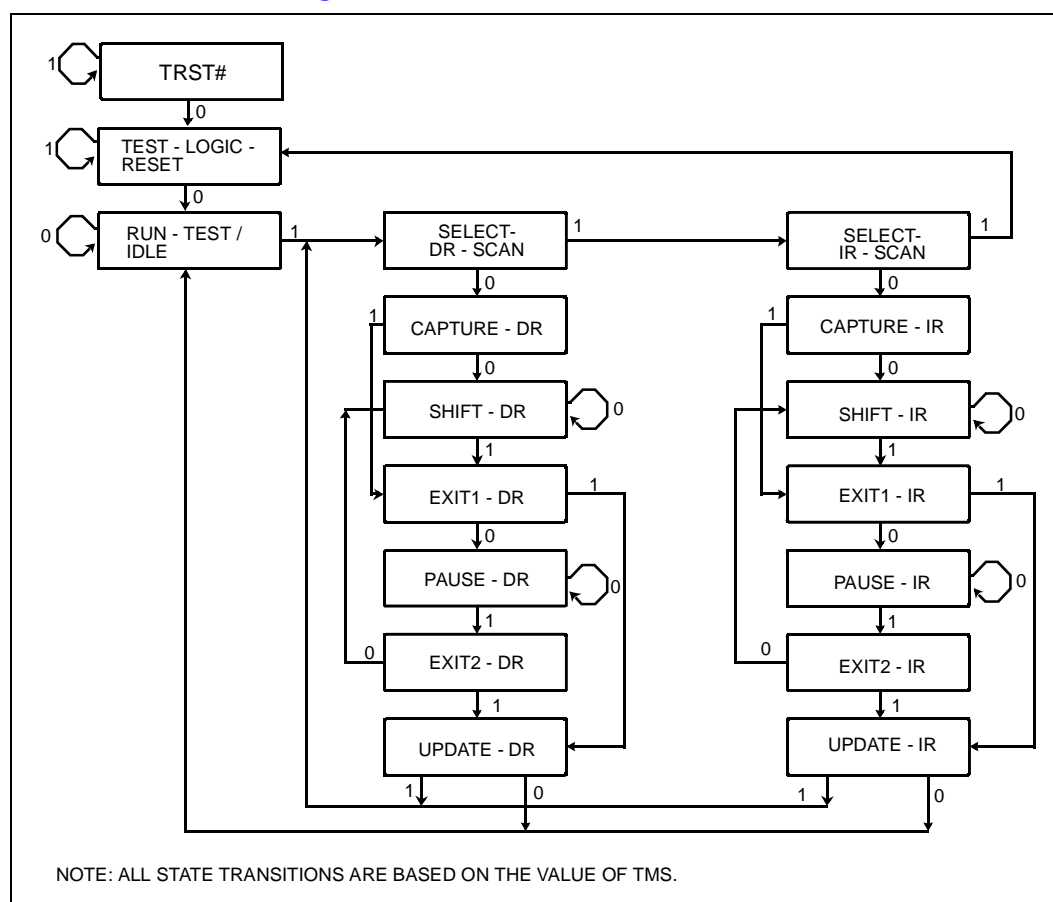 1
TRST#
0
1
TEST - LOGIC -
RESET
0
0
RUN - TEST /
IDLE
1
SELECT-
DR - SCAN
1
SELECT-
IR - SCAN
1
0
0
1
CAPTURE - DR
1
CAPTURE - IR
0
0
SHIFT - DR
0
SHIFT - IR
0
1
1
EXIT1 - DR
1
EXIT1 - IR
1
0
0
PAUSE - DR
0
PAUSE - IR
0
1
1
0
EXIT2 - DR
0
EXIT2 - IR
1
1
UPDATE - DR
UPDATE - IR
1
0
1
0
NOTE: ALL STATE TRANSITIONS ARE BASED ON THE VALUE OF TMS.